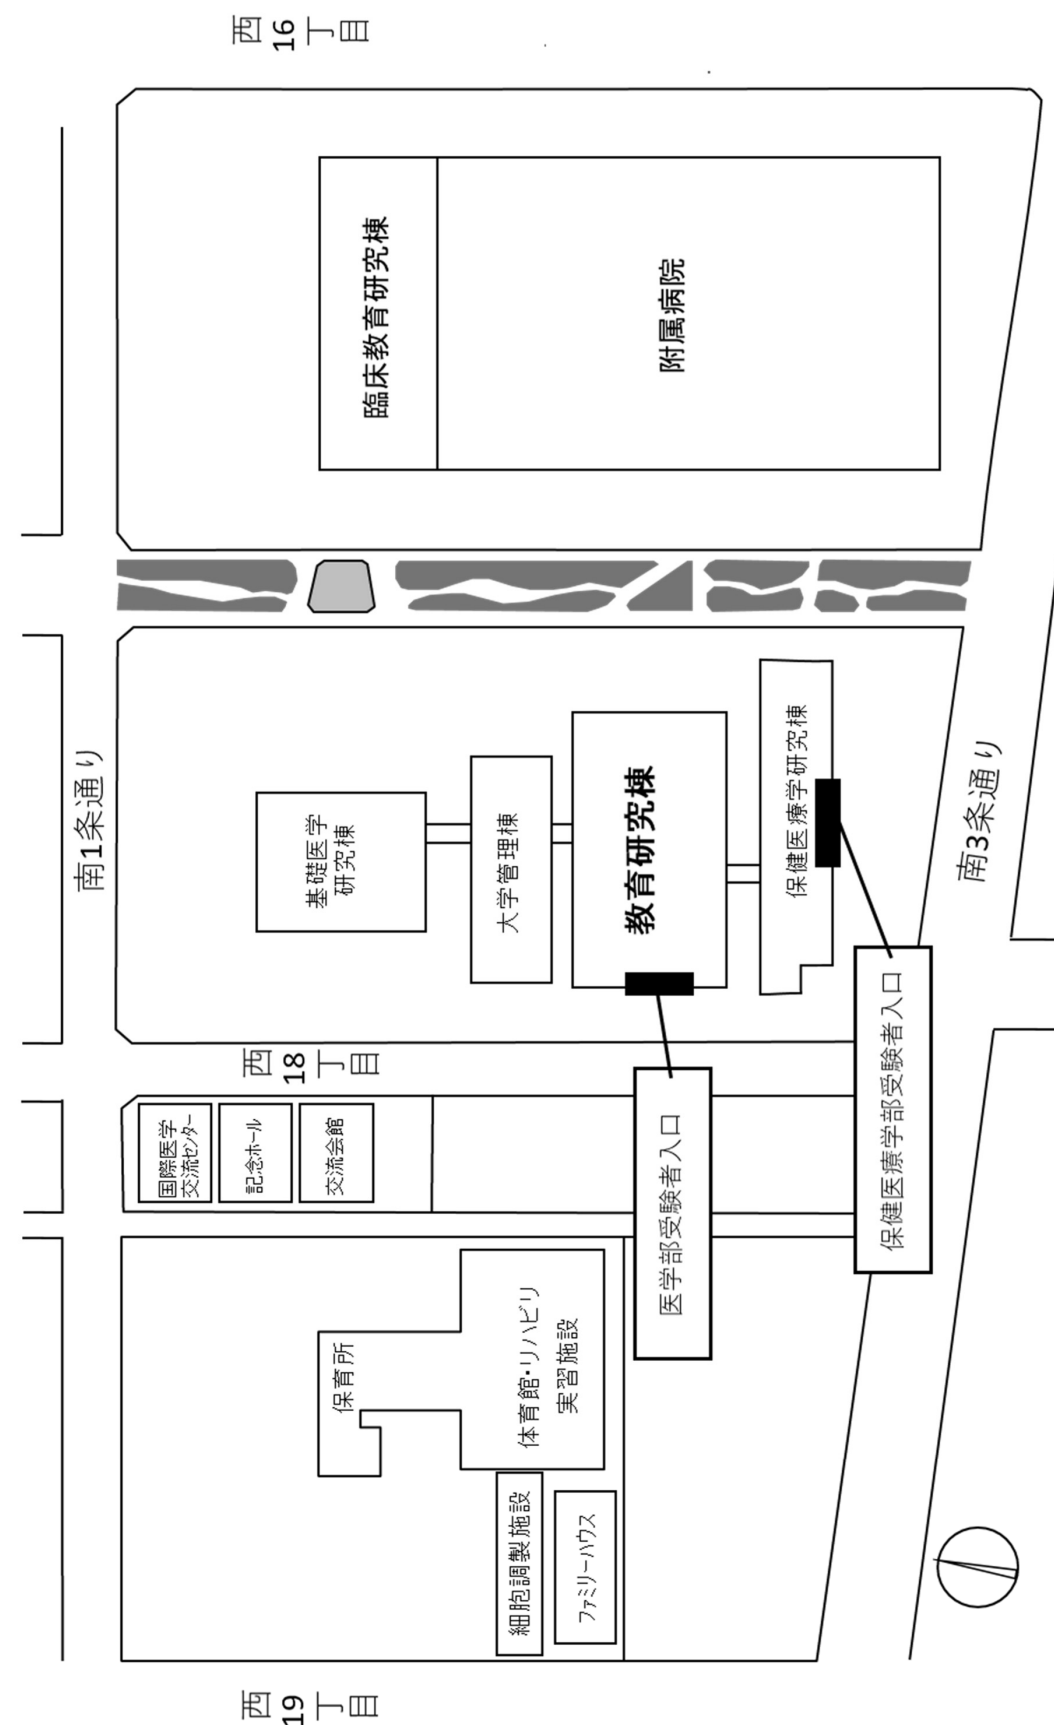 西
16
丁
目
臨床教育研究棟
附属病院
南1条通り
基礎医学
研究棟
大学管理棟
教育研究棟
保健医療学研究棟
南3条通り
西
18
丁
目
国際医学
交流センター
記念ホール
交流会館
医学部受験者入口
保健医療学部受験者入口
保育所
体育館・リハビリ
実習施設
細胞調製施設
ファミリーハウス
西
19
丁
目